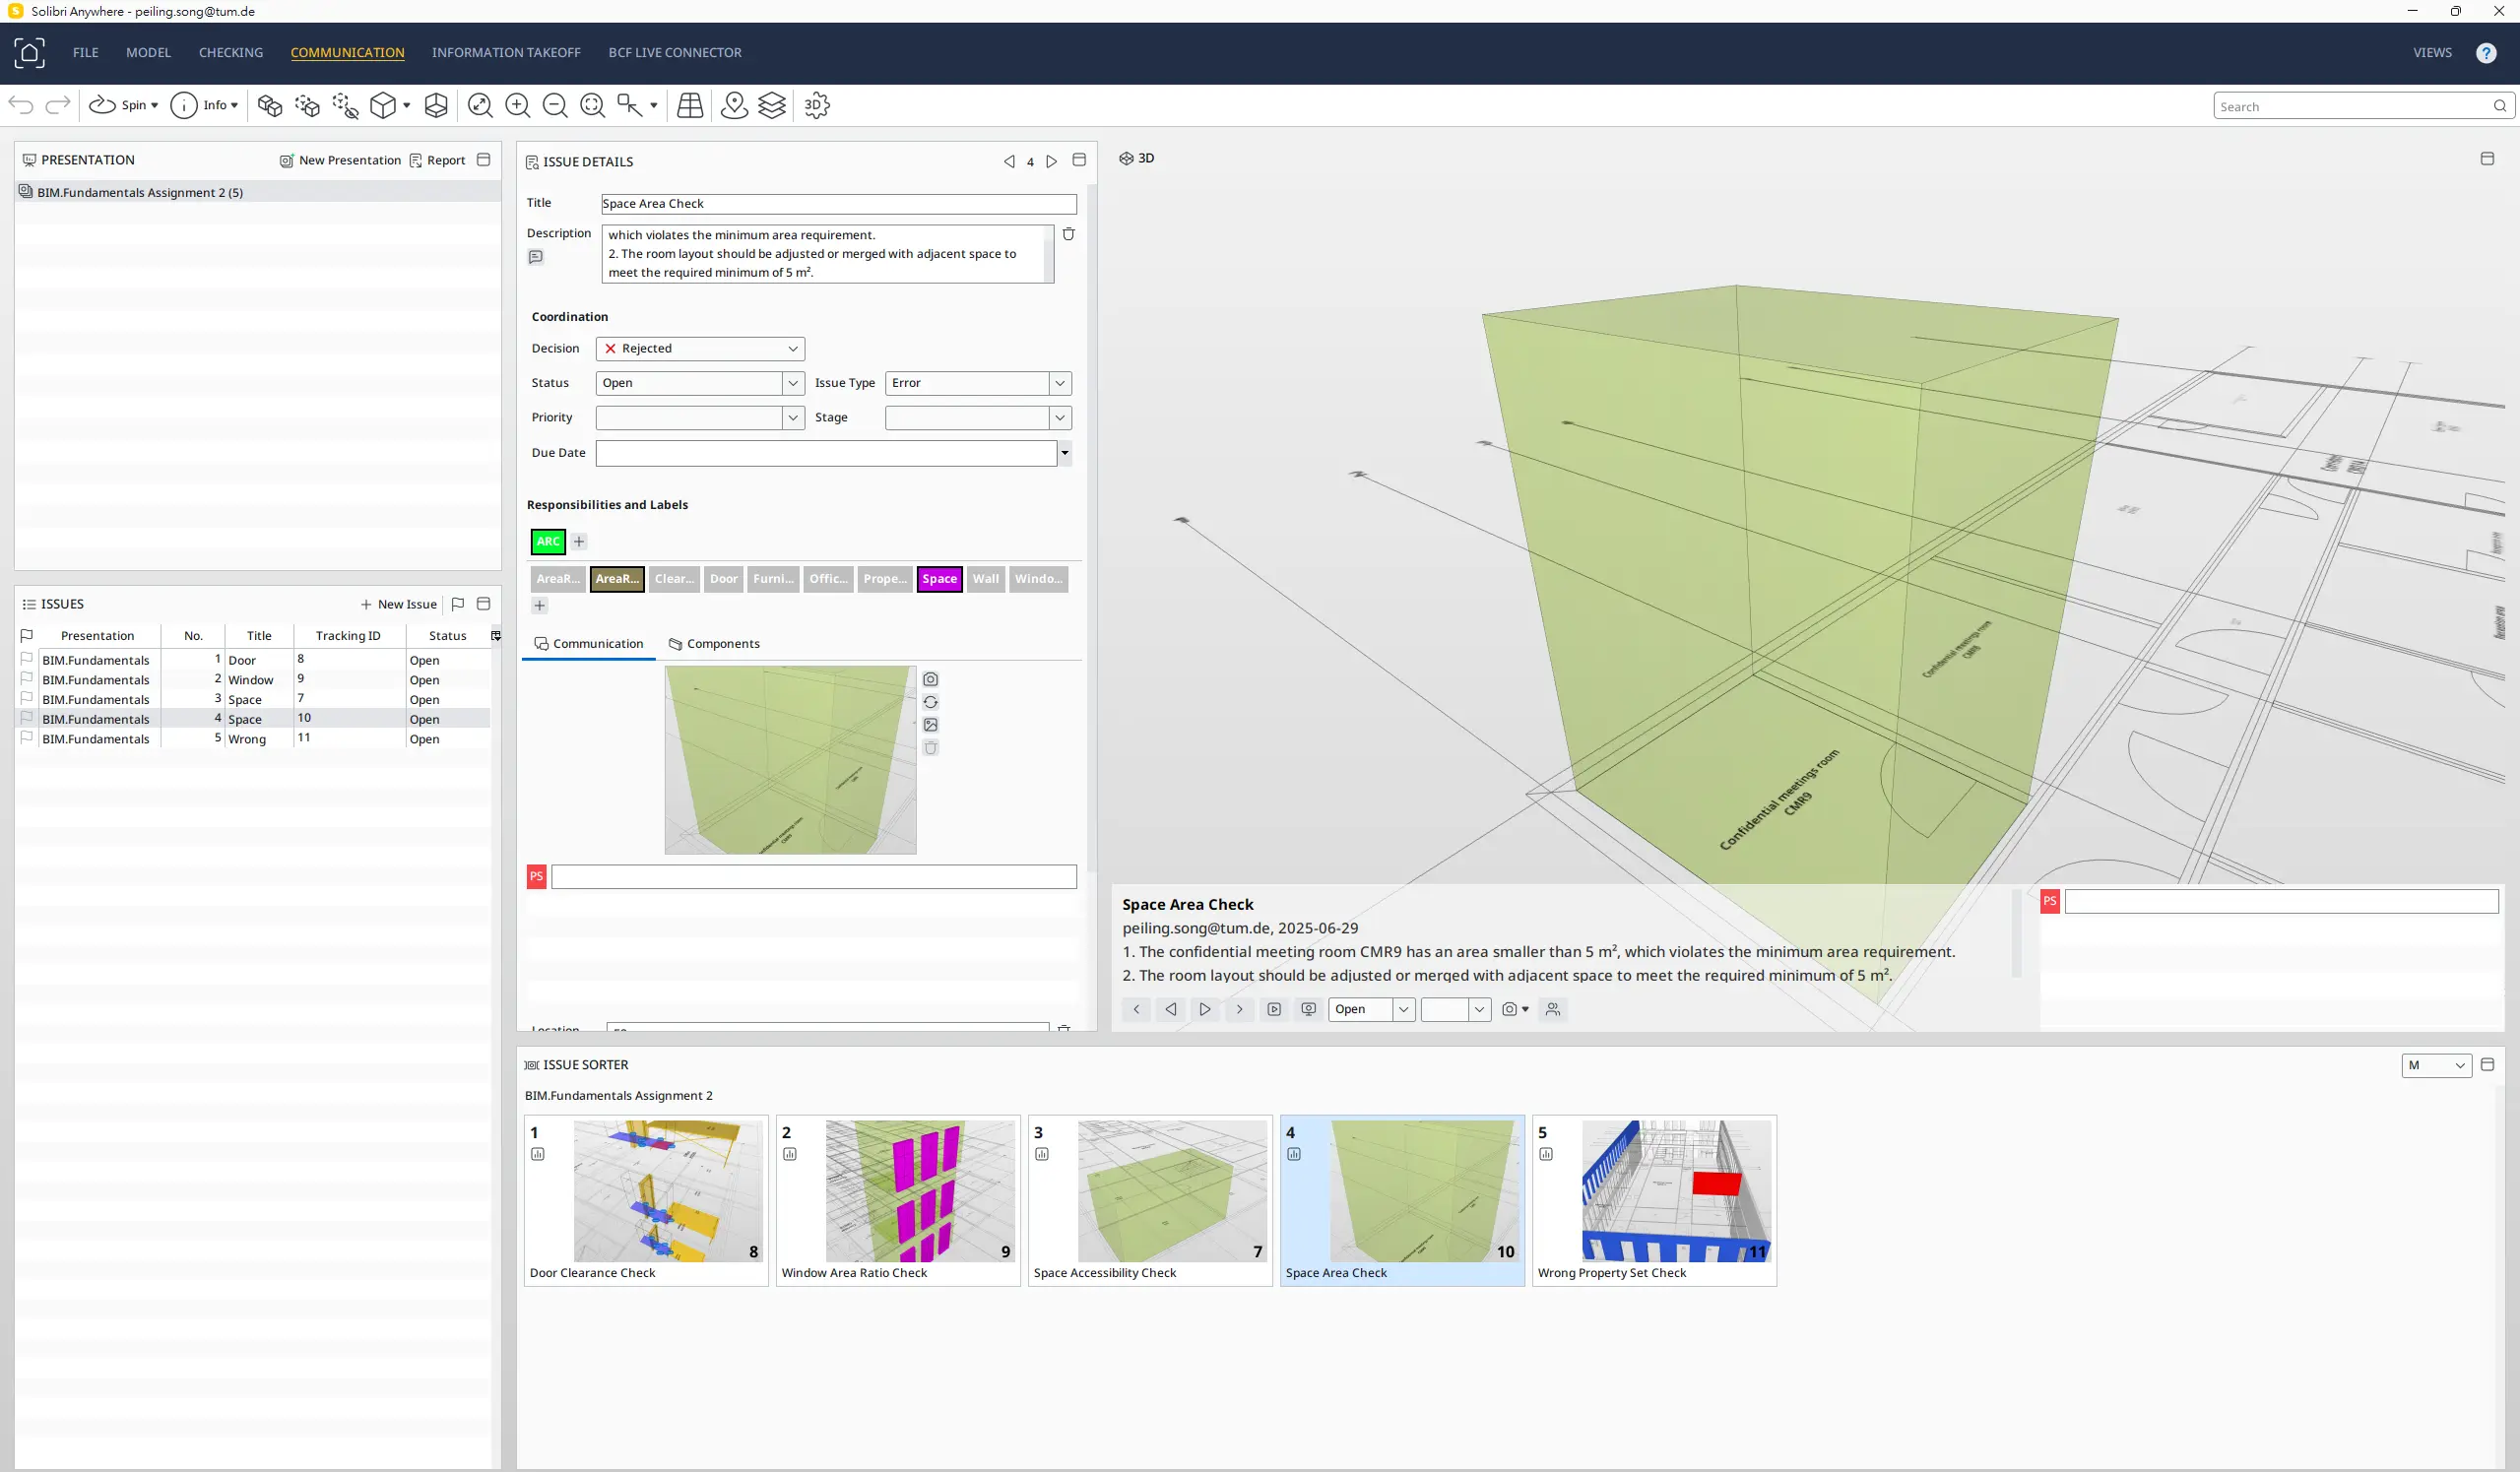 Solibri Anywhere - peiling.song@tum.de
FILE MODEL CHECKING COMMUNICATION INFORMATION TAKEOFF BCF LIVE CONNECTOR VIEWS ?
Spin Info 3D Search
PRESENTATION New Presentation Report
BIM.Fundamentals Assignment 2 (5)
ISSUES New Issue
Presentation No. Title Tracking ID Status
BIM.Fundamentals 1 Door 8 Open
BIM.Fundamentals 2 Window 9 Open
BIM.Fundamentals 3 Space 7 Open
BIM.Fundamentals 4 Space 10 Open
BIM.Fundamentals 5 Wrong 11 Open
ISSUE DETAILS 4
Title Space Area Check
Description which violates the minimum area requirement.
2. The room layout should be adjusted or merged with adjacent space to
meet the required minimum of 5 m².
Coordination
Decision Rejected
Status Open Issue Type Error
Priority Stage
Due Date
Responsibilities and Labels
ARC
AreaR... AreaR... Clear... Door Furni... Offic... Prope... Space Wall Windo...
Communication Components
PS
Location
3D
Confidential meetings room
CMR8
Confidential meetings room
CMR9
Space Area Check
peiling.song@tum.de, 2025-06-29
1. The confidential meeting room CMR9 has an area smaller than 5 m², which violates the minimum area requirement.
2. The room layout should be adjusted or merged with adjacent space to meet the required minimum of 5 m².
Open
PS
ISSUE SORTER M
BIM.Fundamentals Assignment 2
1 8
Door Clearance Check
2 9
Window Area Ratio Check
3 7
Space Accessibility Check
4 10
Space Area Check
5 11
Wrong Property Set Check